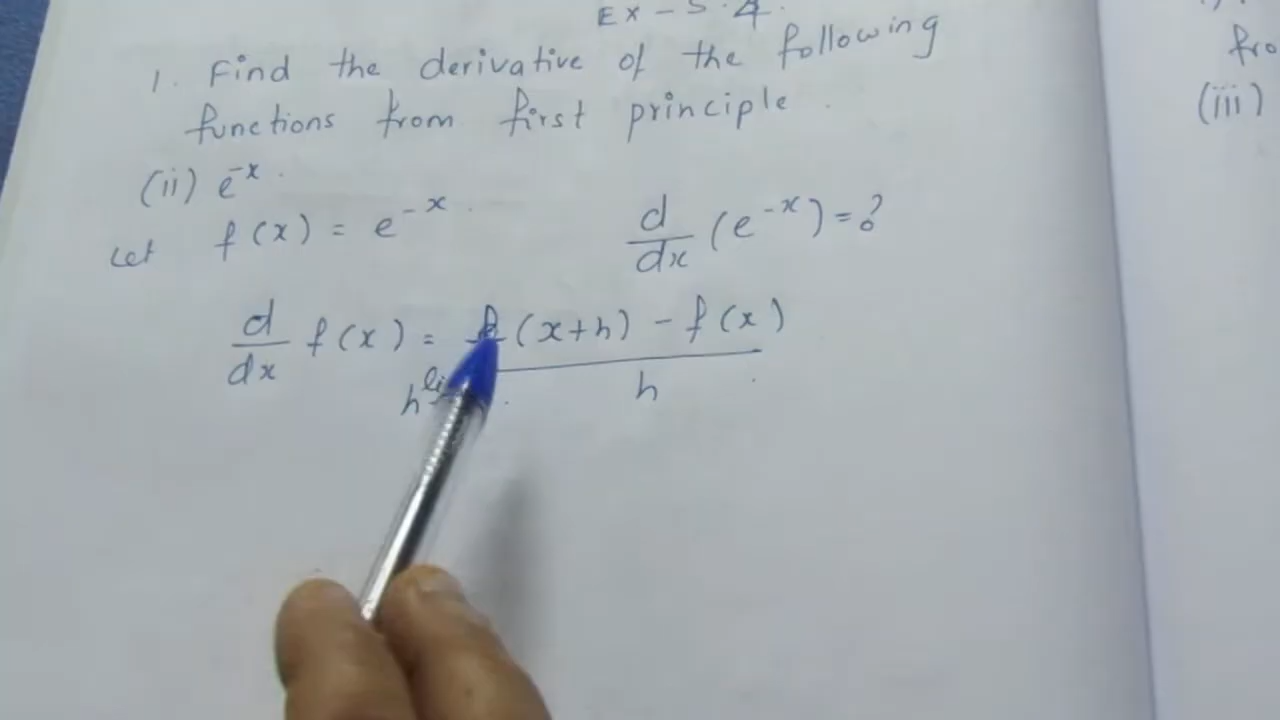 Ex - 5.4.
1. Find the derivative of the following
functions from first principle.
(ii) e^-x.
Let f(x) = e^-x. d/dx (e^-x) = ?
d/dx f(x) = f(x+h) - f(x)
h h
fro
(iii)